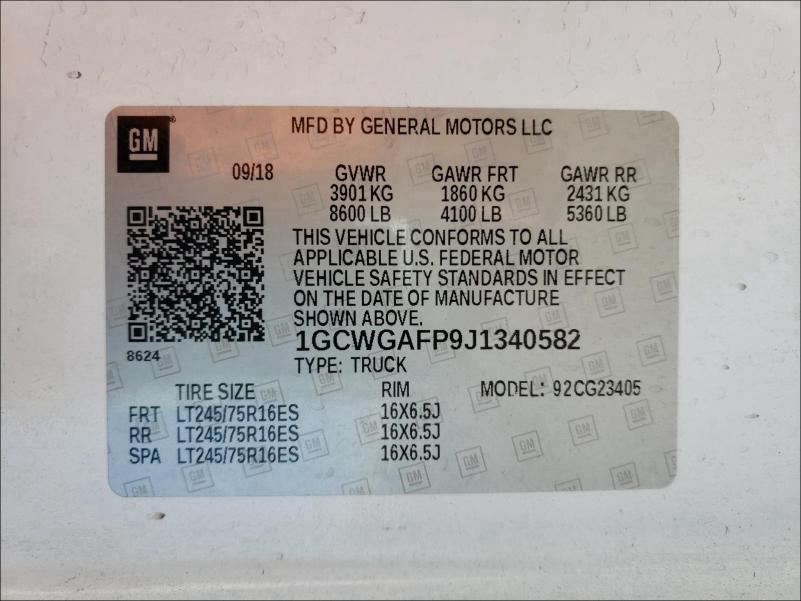 GM
MFD BY GENERAL MOTORS LLC
09/18 GVWR GAWR FRT GAWR RR
3901 KG 1860 KG 2431 KG
8600 LB 4100 LB 5360 LB
THIS VEHICLE CONFORMS TO ALL
APPLICABLE U.S. FEDERAL MOTOR
VEHICLE SAFETY STANDARDS IN EFFECT
ON THE DATE OF MANUFACTURE
SHOWN ABOVE.
8624
1GCWGAFP9J1340582
TYPE: TRUCK
TIRE SIZE RIM MODEL: 92CG23405
FRT LT245/75R16ES 16X6.5J
RR LT245/75R16ES 16X6.5J
SPA LT245/75R16ES 16X6.5J